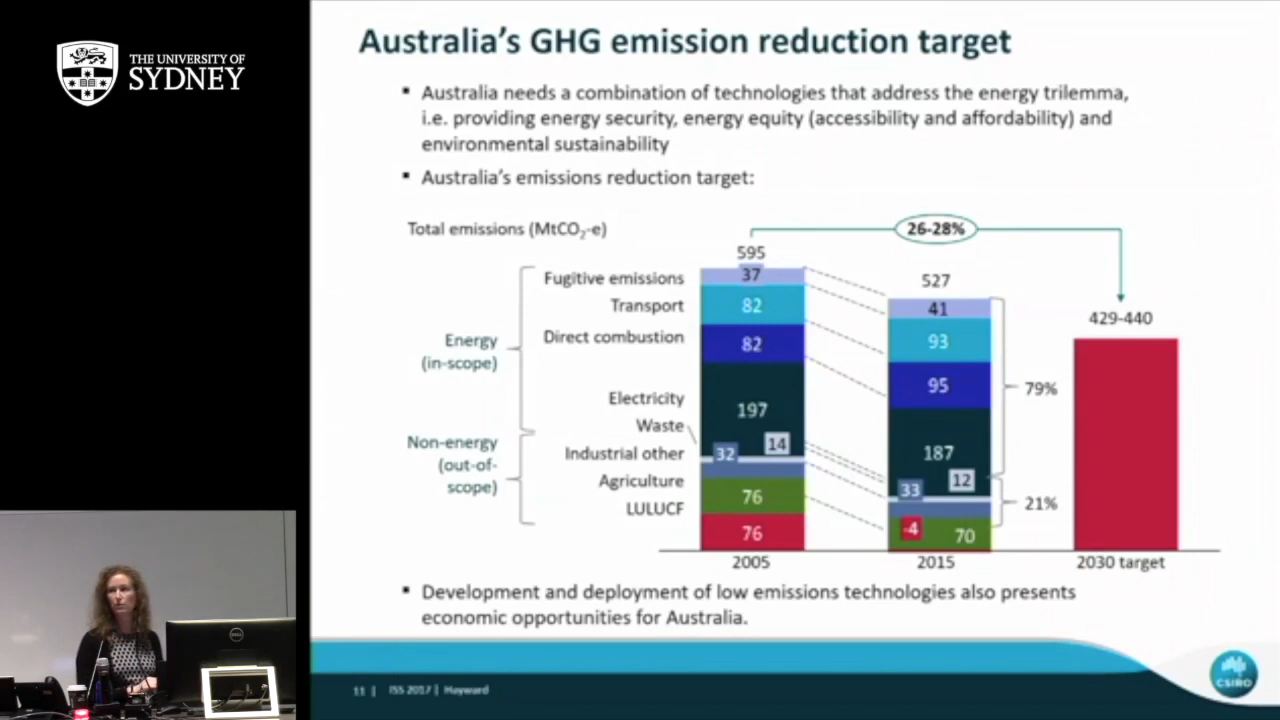 THE UNIVERSITY OF
SYDNEY
Australia's GHG emission reduction target
▪ Australia needs a combination of technologies that address the energy trilemma,
i.e. providing energy security, energy equity (accessibility and affordability) and
environmental sustainability
▪ Australia's emissions reduction target:
Total emissions (MtCO₂-e)
26-28%
595
527
429-440
Energy
(in-scope)
Non-energy
(out-of-
scope)
Fugitive emissions
Transport
Direct combustion
Electricity
Waste
Industrial other
Agriculture
LULUCF
37
82
82
197
14
32
76
76
41
93
95
187
12
33
-4
70
79%
21%
2005
2015
2030 target
▪ Development and deployment of low emissions technologies also presents
economic opportunities for Australia.
11 | ISS 2017 | Hayward
CSIRO
DELL